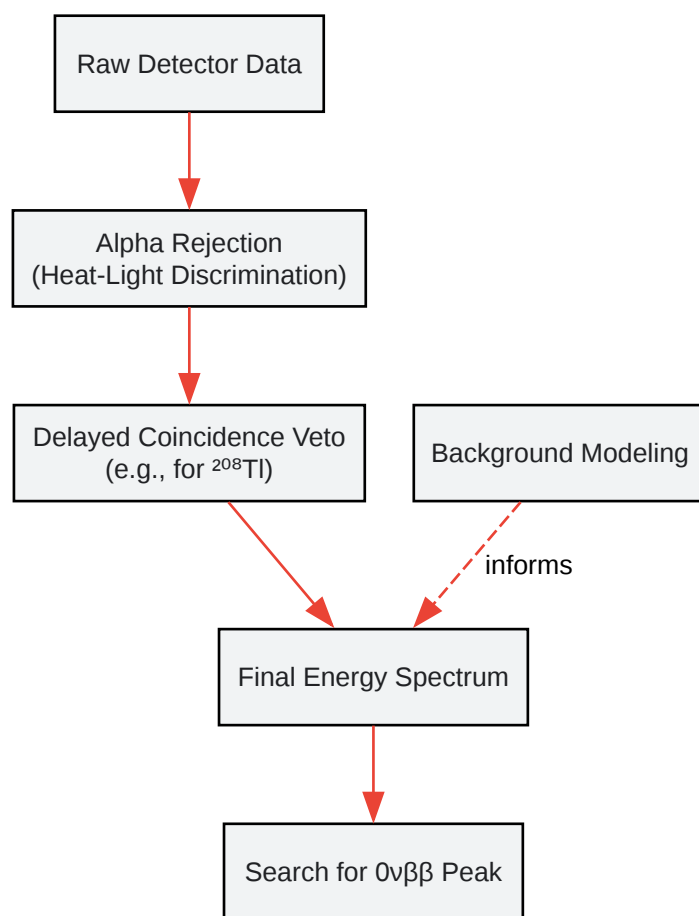 Raw Detector Data
Alpha Rejection
(Heat-Light Discrimination)
Delayed Coincidence Veto
(e.g., for ²⁰⁸Tl)
Background Modeling
informs
Final Energy Spectrum
Search for 0νββ Peak